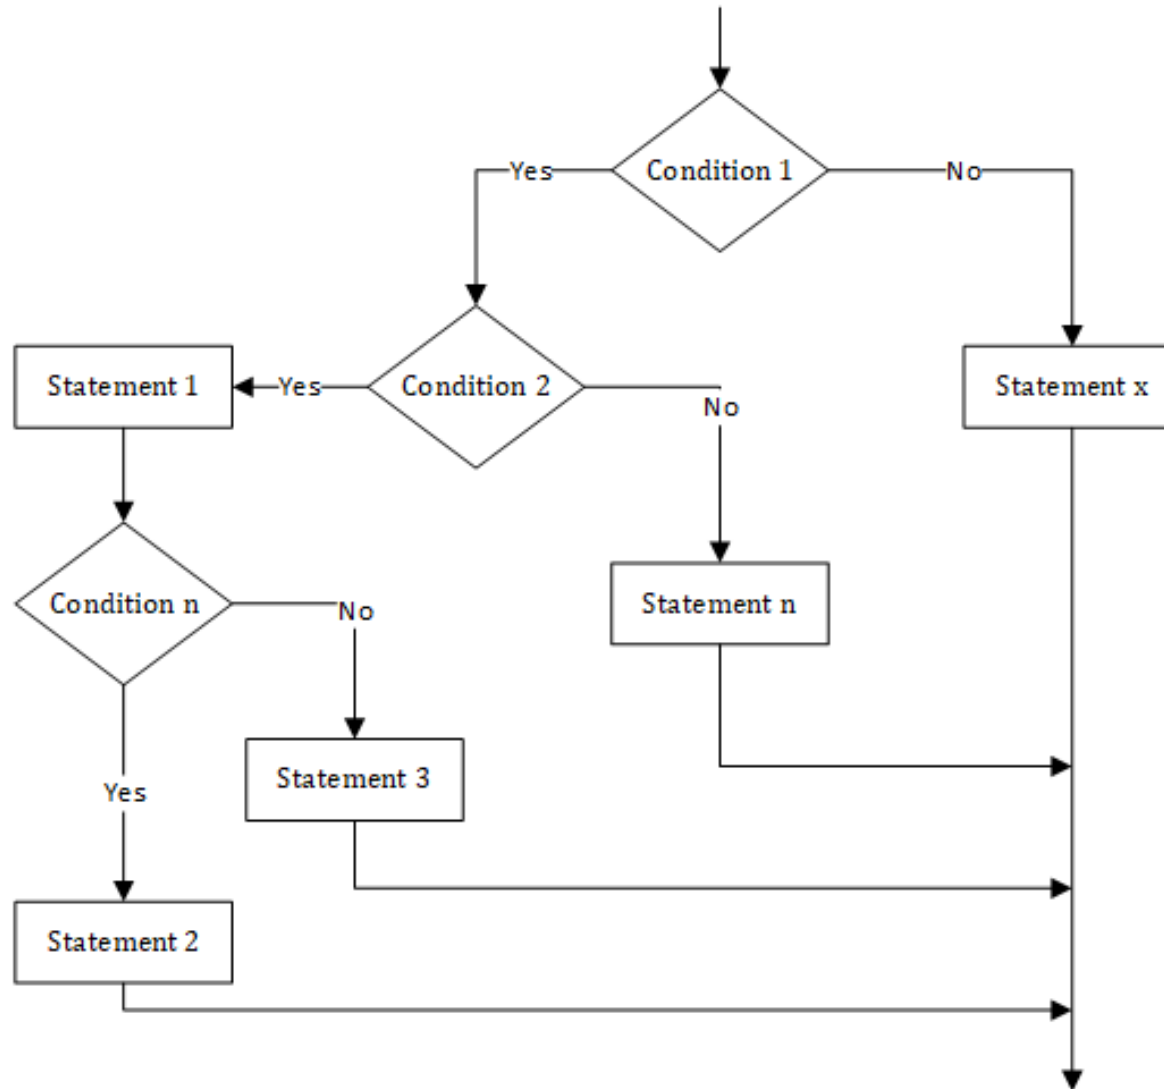 Condition 1
Yes
No
Condition 2
Yes
No
Statement 1
Statement x
Condition n
No
Yes
Statement n
Statement 3
Statement 2